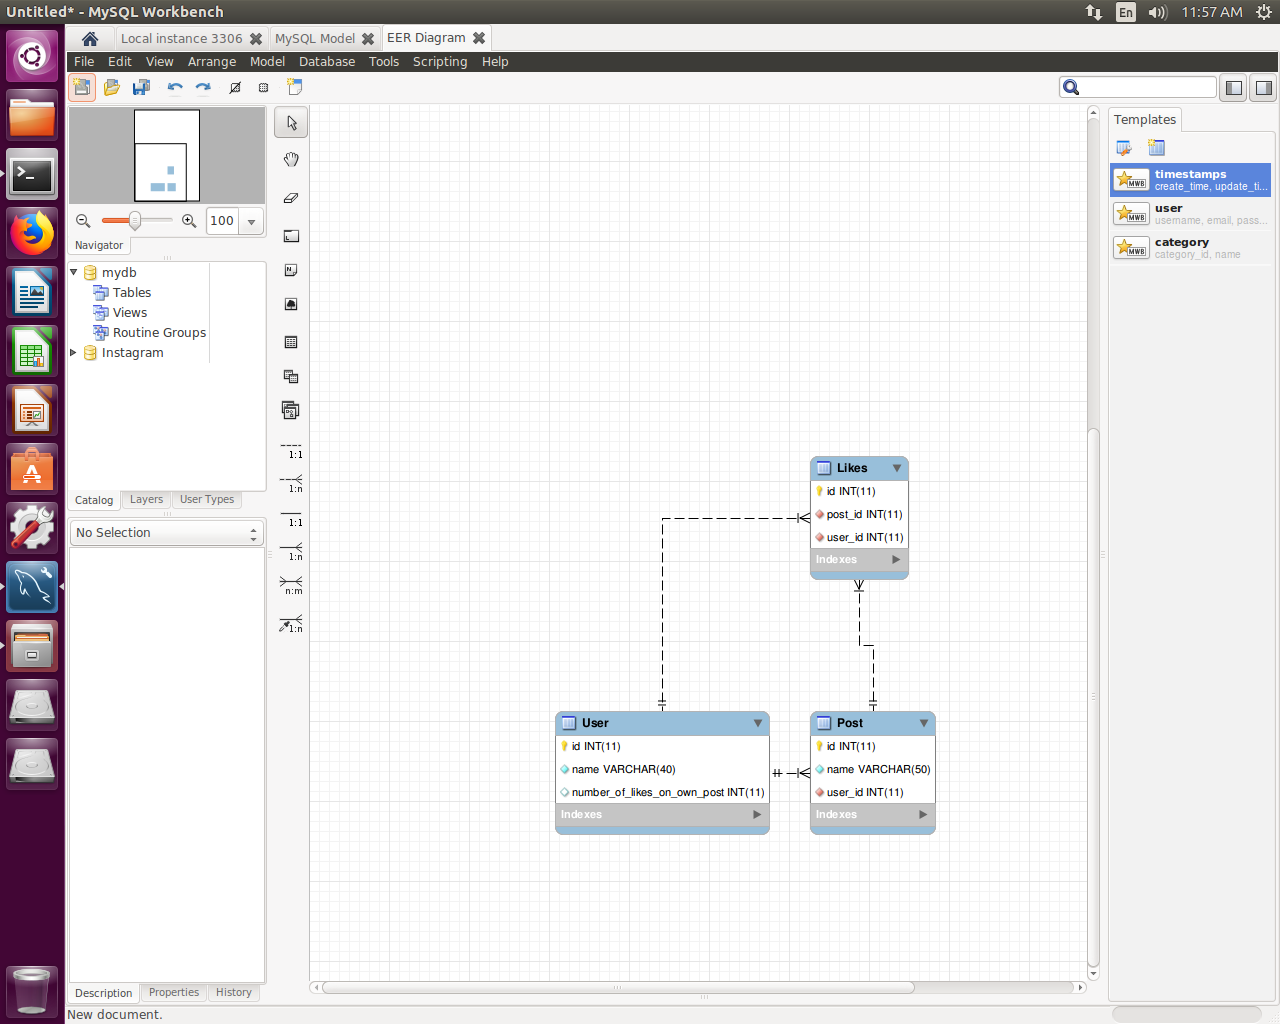 Untitled* - MySQL Workbench
En
11:57 AM
Local instance 3306
MySQL Model
EER Diagram
File Edit View Arrange Model Database Tools Scripting Help
100
Navigator
mydb
Tables
Views
Routine Groups
Instagram
Catalog Layers User Types
No Selection
Description Properties History
New document.
1:1
1:n
1:1
1:n
n:m
1:n
Likes
id INT(11)
post_id INT(11)
user_id INT(11)
Indexes
User
id INT(11)
name VARCHAR(40)
number_of_likes_on_own_post INT(11)
Indexes
Post
id INT(11)
name VARCHAR(50)
user_id INT(11)
Indexes
Templates
MWB
timestamps
create_time, update_ti...
MWB
user
username, email, pass...
MWB
category
category_id, name